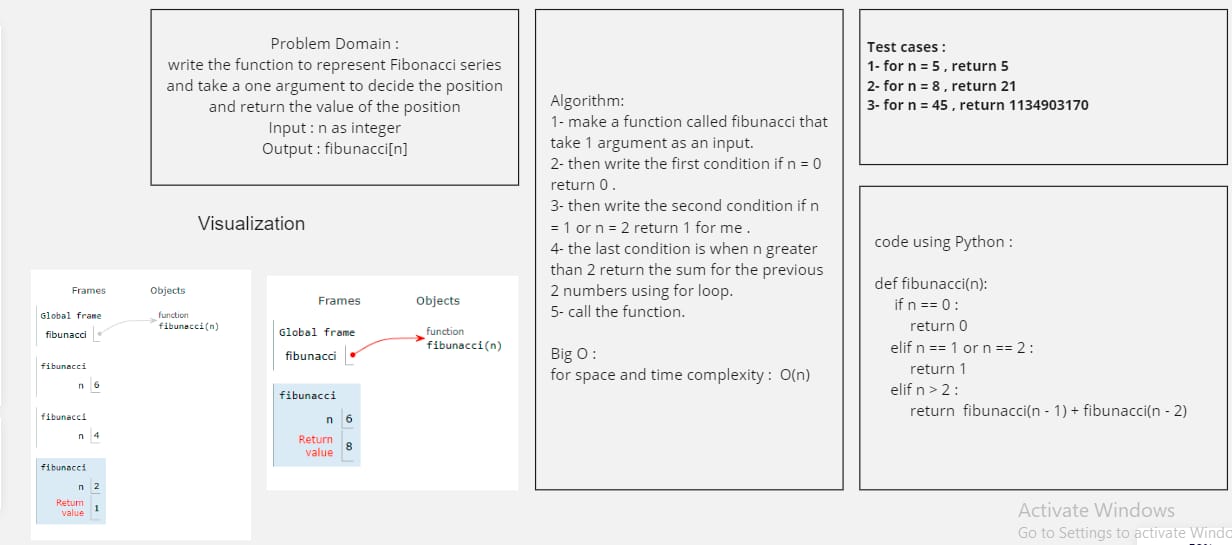 Problem Domain :
write the function to represent Fibonacci series
and take a one argument to decide the position
and return the value of the position
Input : n as integer
Output : fibunacci[n]
Visualization
Frames Objects
Global frame function
fibunacci fibunacci(n)
fibunacci
n 6
fibunacci
n 4
fibunacci
n 2
Return
value 1
Frames Objects
Global frame function
fibunacci fibunacci(n)
fibunacci
n 6
Return
value 8
Algorithm:
1- make a function called fibunacci that
take 1 argument as an input.
2- then write the first condition if n = 0
return 0 .
3- then write the second condition if n
= 1 or n = 2 return 1 for me .
4- the last condition is when n greater
than 2 return the sum for the previous
2 numbers using for loop.
5- call the function.
Big O :
for space and time complexity : O(n)
Test cases :
1- for n = 5 , return 5
2- for n = 8 , return 21
3- for n = 45 , return 1134903170
code using Python :
def fibunacci(n):
if n == 0 :
return 0
elif n == 1 or n == 2 :
return 1
elif n > 2 :
return fibunacci(n - 1) + fibunacci(n - 2)
Activate Windows
Go to Settings to activate Windo